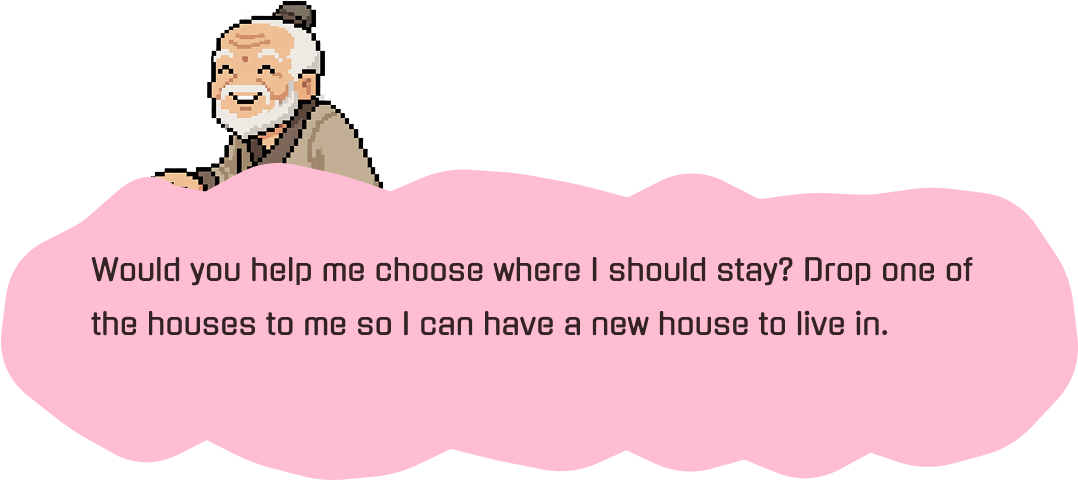 Would you help me choose where I should stay? Drop one of
the houses to me so I can have a new house to live in.